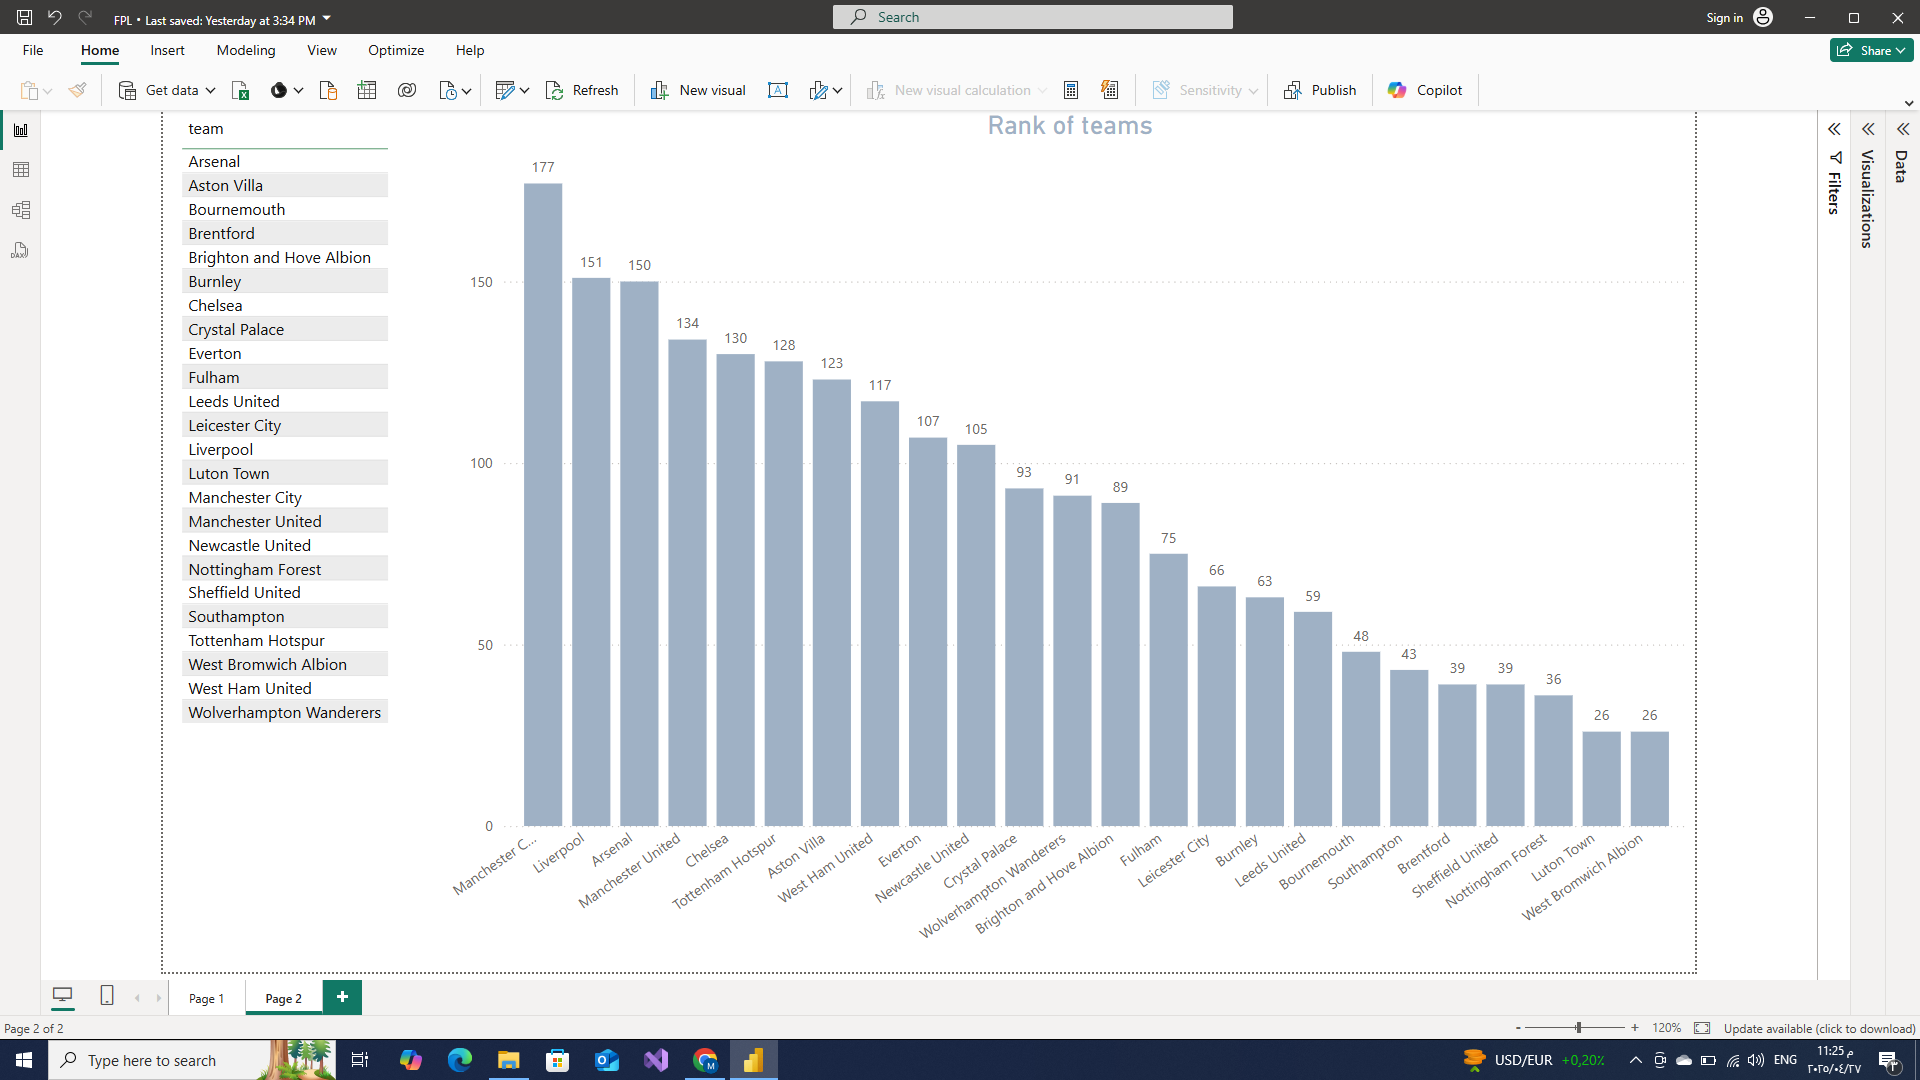 FPL • Last saved: Yesterday at 3:34 PM
Search
Sign in
File
Home
Insert
Modeling
View
Optimize
Help
Share
Get data
Refresh
New visual
New visual calculation
Sensitivity
Publish
Copilot
DAX
team
Arsenal
Aston Villa
Bournemouth
Brentford
Brighton and Hove Albion
Burnley
Chelsea
Crystal Palace
Everton
Fulham
Leeds United
Leicester City
Liverpool
Luton Town
Manchester City
Manchester United
Newcastle United
Nottingham Forest
Sheffield United
Southampton
Tottenham Hotspur
West Bromwich Albion
West Ham United
Wolverhampton Wanderers
Rank of teams
150
100
50
0
177
151
150
134
130
128
123
117
107
105
93
91
89
75
66
63
59
48
43
39
39
36
26
26
Manchester C...
Liverpool
Arsenal
Manchester United
Chelsea
Tottenham Hotspur
Aston Villa
West Ham United
Everton
Newcastle United
Crystal Palace
Wolverhampton Wanderers
Brighton and Hove Albion
Fulham
Leicester City
Burnley
Leeds United
Bournemouth
Southampton
Brentford
Sheffield United
Nottingham Forest
Luton Town
West Bromwich Albion
Filters
Visualizations
Data
Page 1
Page 2
+
Page 2 of 2
- + 120%
Update available (click to download)
Type here to search
USD/EUR +0,20%
ENG
11:25 م
٢٠٢٥/٠٤/٢٧